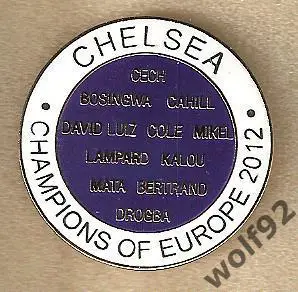 CHELSEA
CECH
BOSINGWA CAHILL
DAVID LUIZ COLE MIKEL
LAMPARD KALOU
MATA BERTRAND
DROGBA
• CHAMPIONS OF EUROPE 2012 •
wolf92